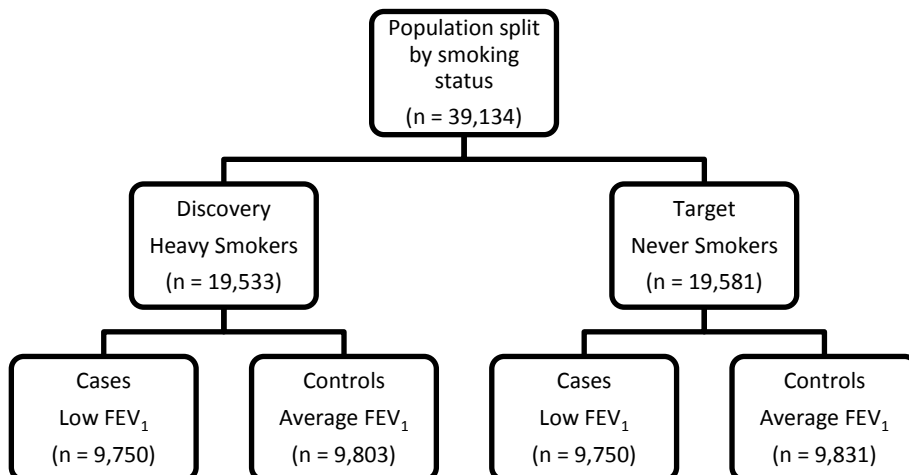 Population split
by smoking
status
(n = 39,134)
Discovery
Heavy Smokers
(n = 19,533)
Target
Never Smokers
(n = 19,581)
Cases
Low FEV₁
(n = 9,750)
Controls
Average FEV₁
(n = 9,803)
Cases
Low FEV₁
(n = 9,750)
Controls
Average FEV₁
(n = 9,831)